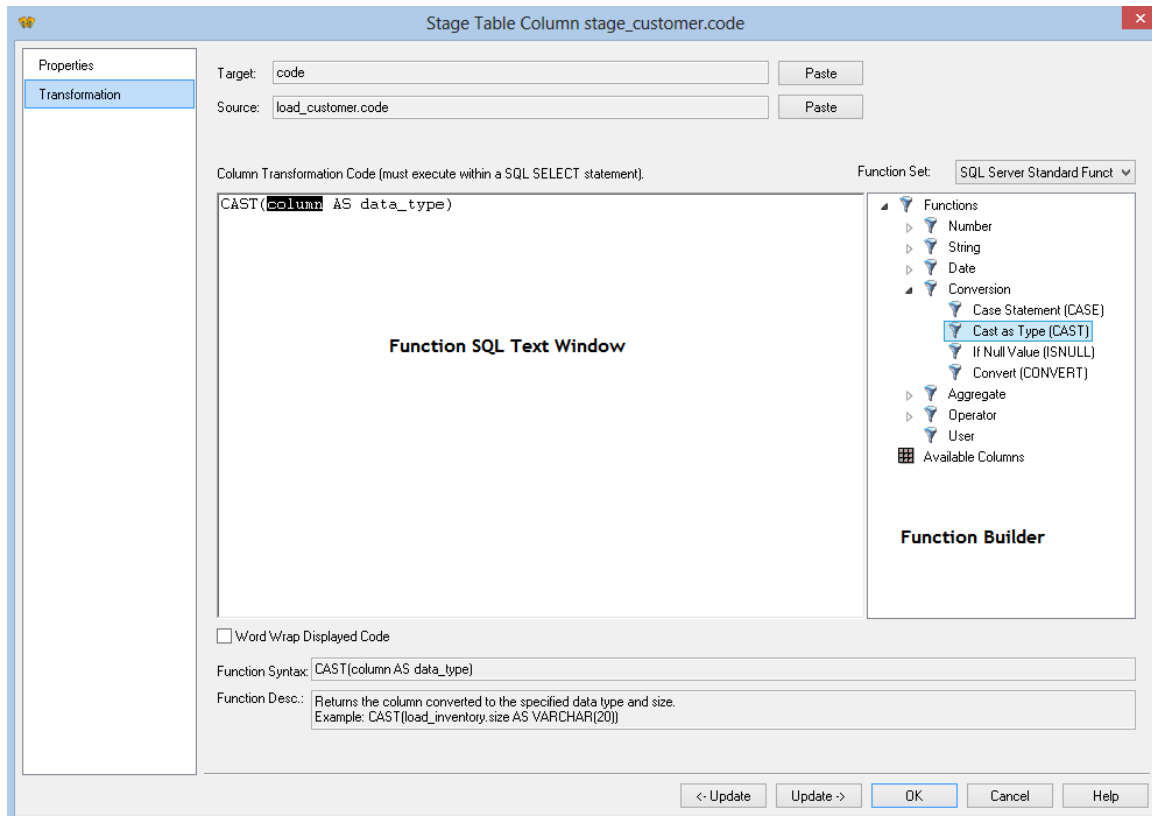 Stage Table Column stage_customer.code
Properties
Transformation
Target: code Paste
Source: load_customer.code Paste
Column Transformation Code (must execute within a SQL SELECT statement).
Function Set: SQL Server Standard Funct
CAST(column AS data_type)
Function SQL Text Window
Functions
Number
String
Date
Conversion
Case Statement (CASE)
Cast as Type (CAST)
If Null Value (ISNULL)
Convert (CONVERT)
Aggregate
Operator
User
Available Columns
Function Builder
Word Wrap Displayed Code
Function Syntax: CAST(column AS data_type)
Function Desc.: Returns the column converted to the specified data type and size.
Example: CAST(load_inventory.size AS VARCHAR(20))
<- Update Update -> OK Cancel Help